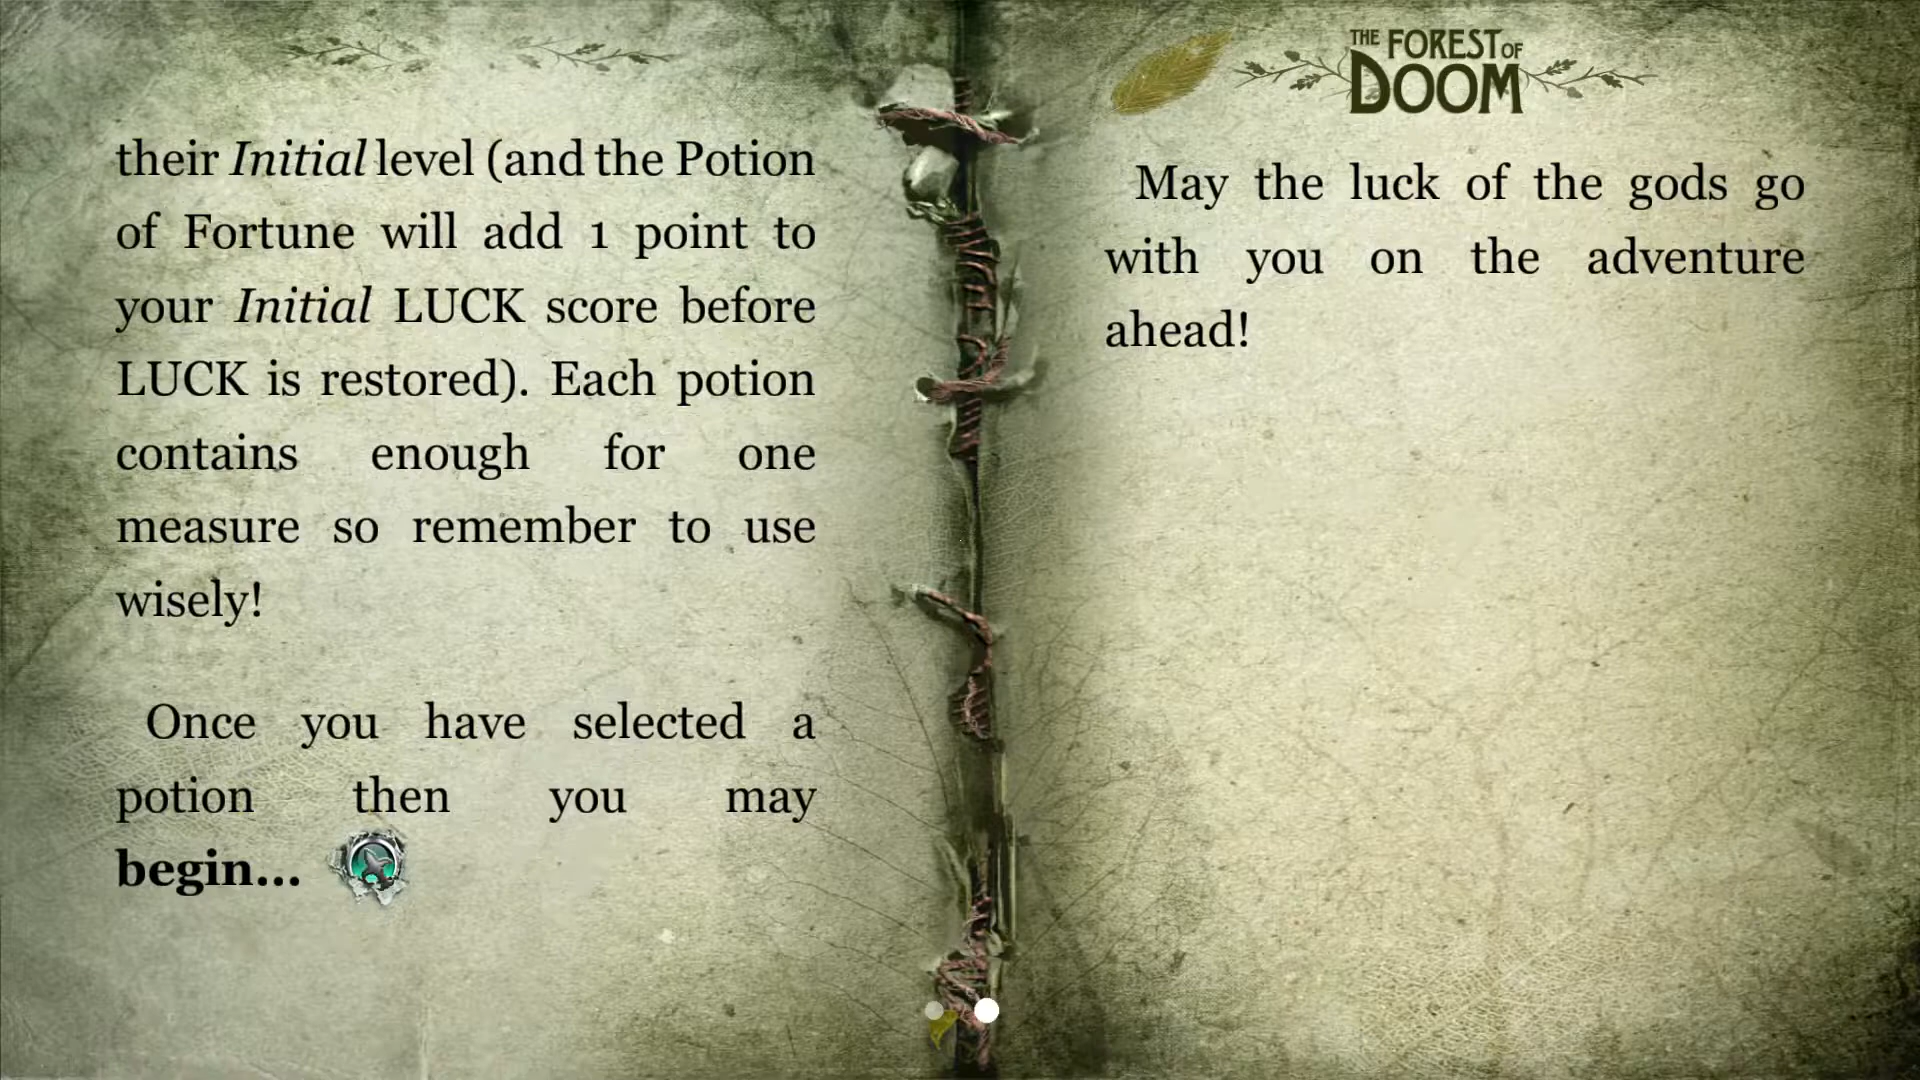 their Initial level (and the Potion
of Fortune will add 1 point to
your Initial LUCK score before
LUCK is restored). Each potion
contains enough for one
measure so remember to use
wisely!
Once you have selected a
potion then you may
begin...
THE FOREST OF
DOOM
May the luck of the gods go
with you on the adventure
ahead!